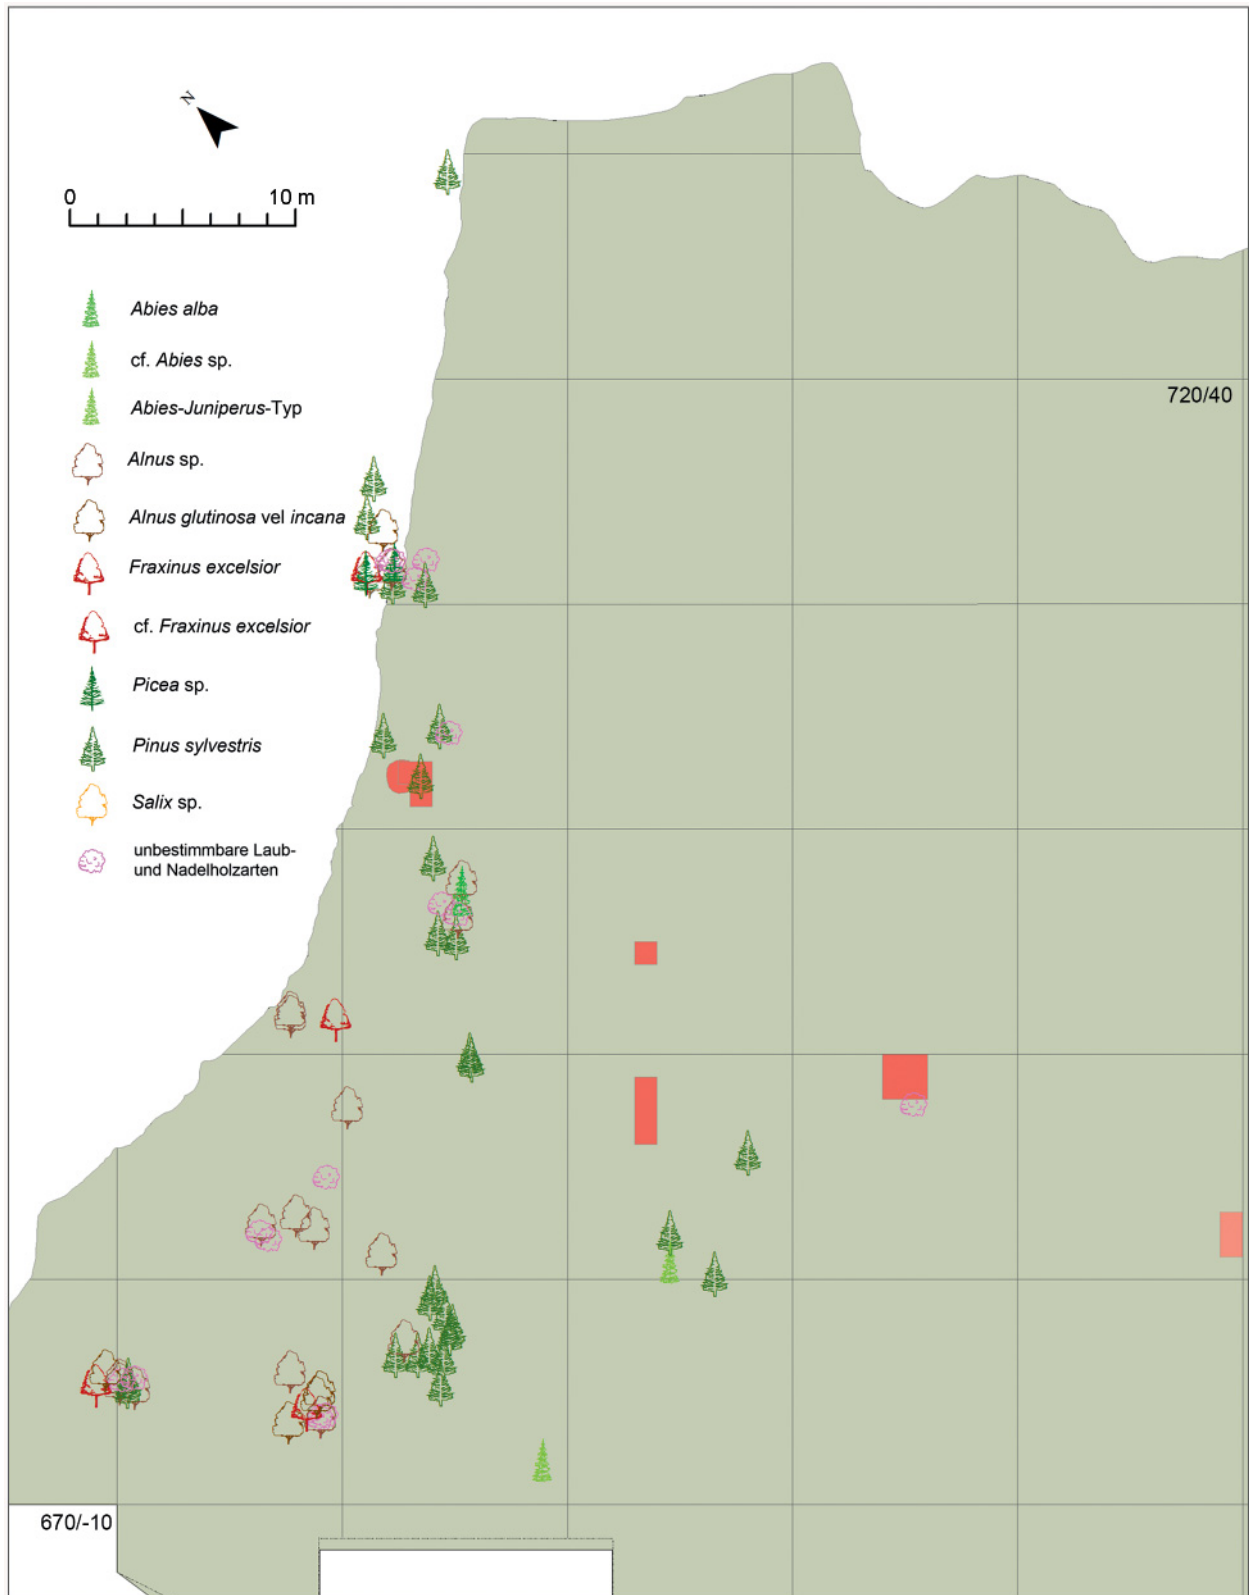 N
0 10 m
Abies alba
cf. Abies sp.
Abies-Juniperus-Typ
Alnus sp.
Alnus glutinosa vel incana
Fraxinus excelsior
cf. Fraxinus excelsior
Picea sp.
Pinus sylvestris
Salix sp.
unbestimmbare Laub-
und Nadelholzarten
720/40
670/-10